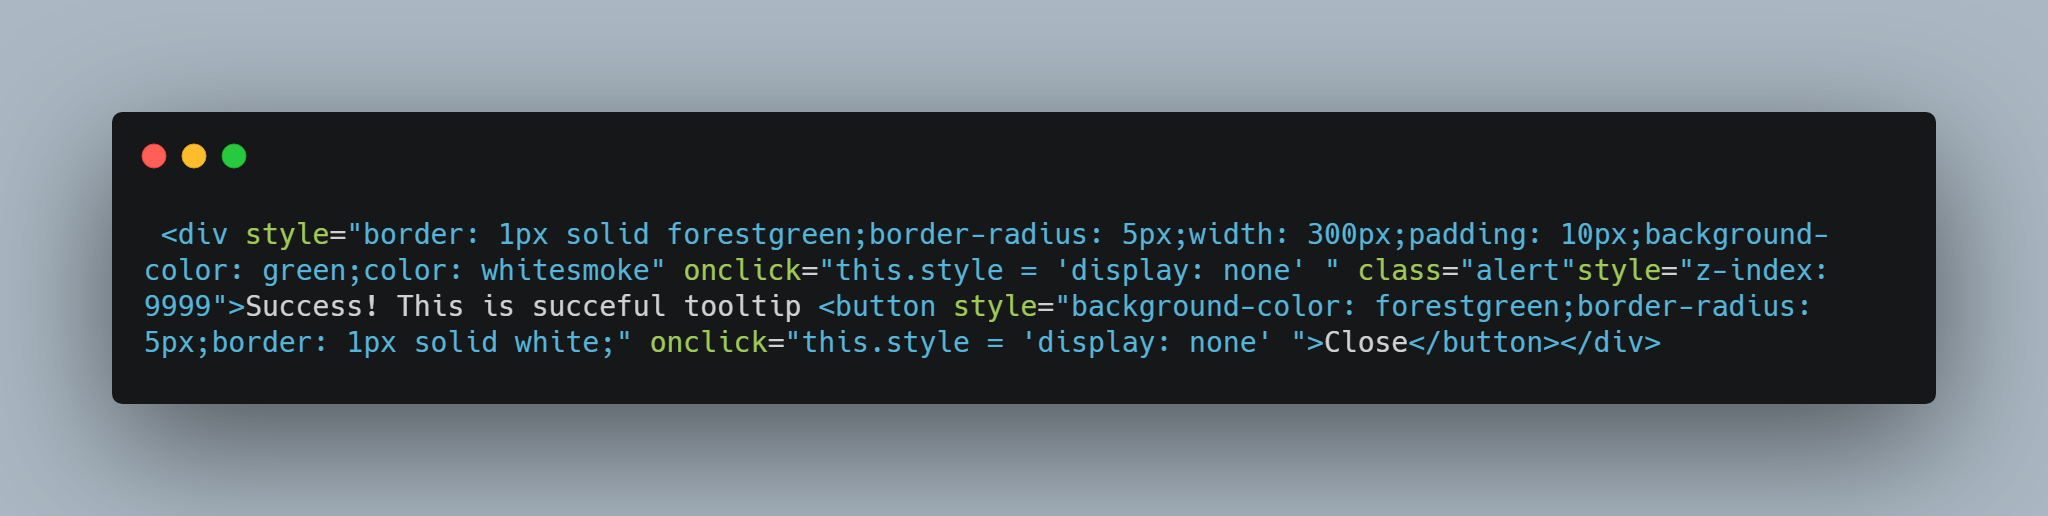 <div style="border: 1px solid forestgreen;border-radius: 5px;width: 300px;padding: 10px;background-
color: green;color: whitesmoke" onclick="this.style = 'display: none' " class="alert"style="z-index:
9999">Success! This is succeful tooltip <button style="background-color: forestgreen;border-radius:
5px;border: 1px solid white;" onclick="this.style = 'display: none' ">Close</button></div>